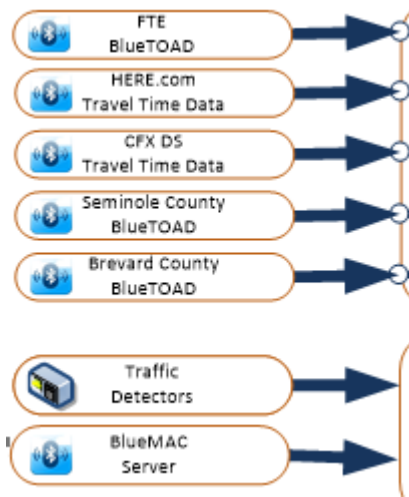 FTE
BlueTOAD
HERE.com
Travel Time Data
CFX DS
Travel Time Data
Seminole County
BlueTOAD
Brevard County
BlueTOAD
Traffic
Detectors
BlueMAC
Server